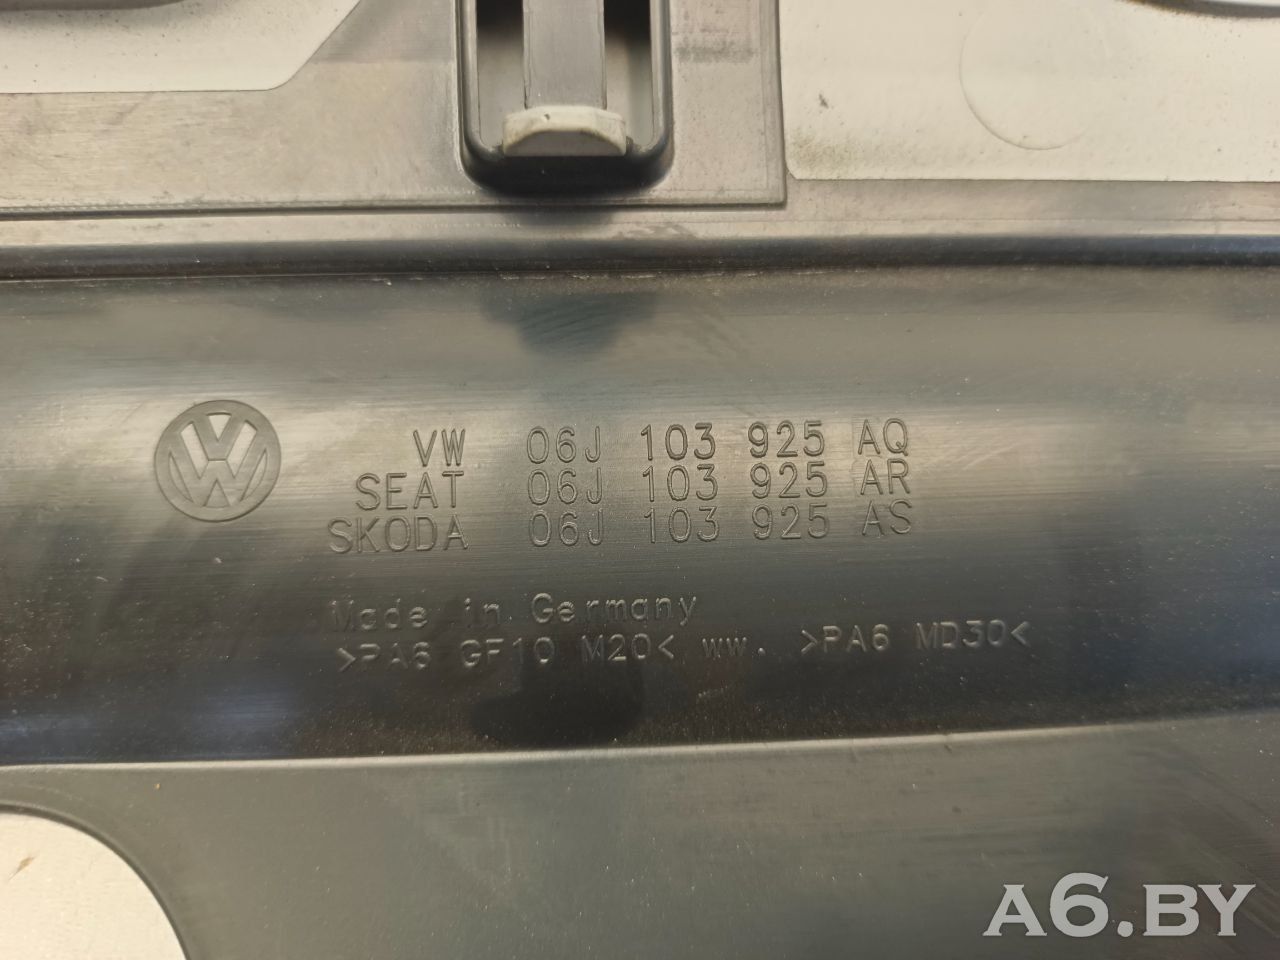 VW 06J 103 925 AQ
SEAT 06J 103 925 AR
SKODA 06J 103 925 AS
Made in Germany
>PA6 GF10 M20< ww. >PA6 MD30<
A6.BY